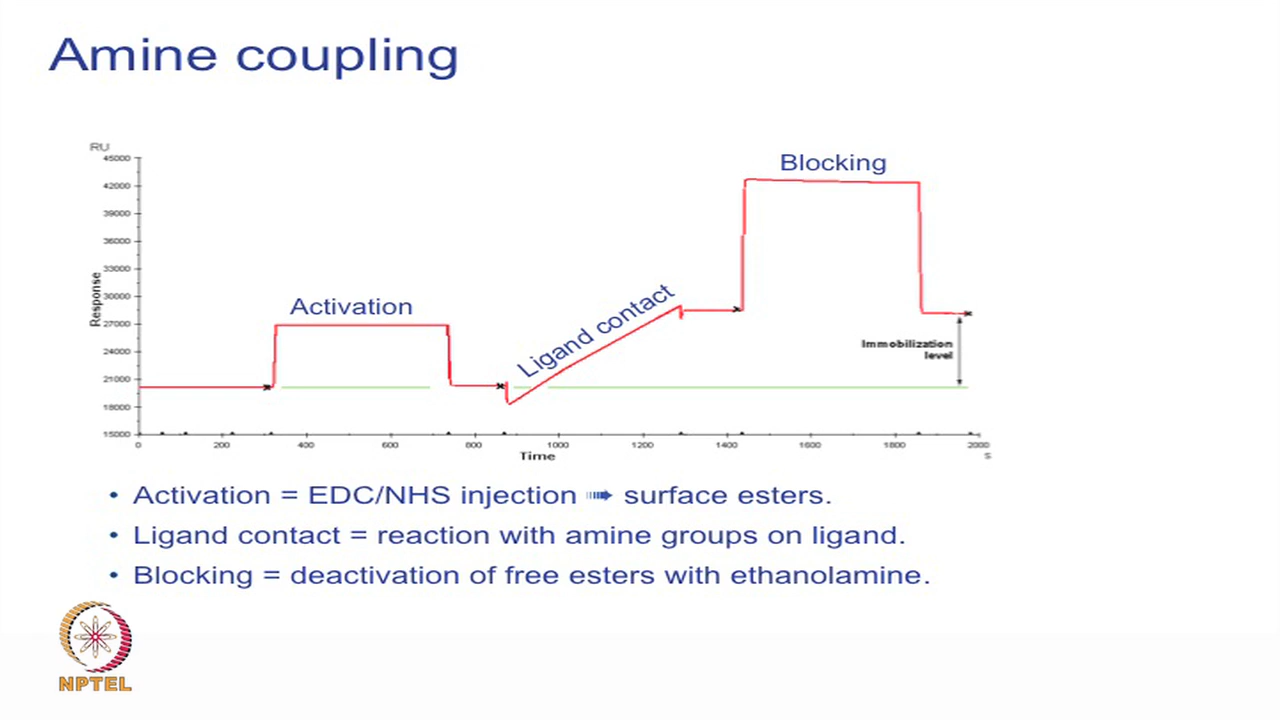 Amine coupling
RU
45000
42000
39000
36000
33000
30000
27000
24000
21000
18000
15000
Response
Activation
Ligand contact
Blocking
Immobilization
level
0
200
400
600
800
1000
1200
1400
1600
1800
2000
Time
s
• Activation = EDC/NHS injection ➠ surface esters.
• Ligand contact = reaction with amine groups on ligand.
• Blocking = deactivation of free esters with ethanolamine.
NPTEL